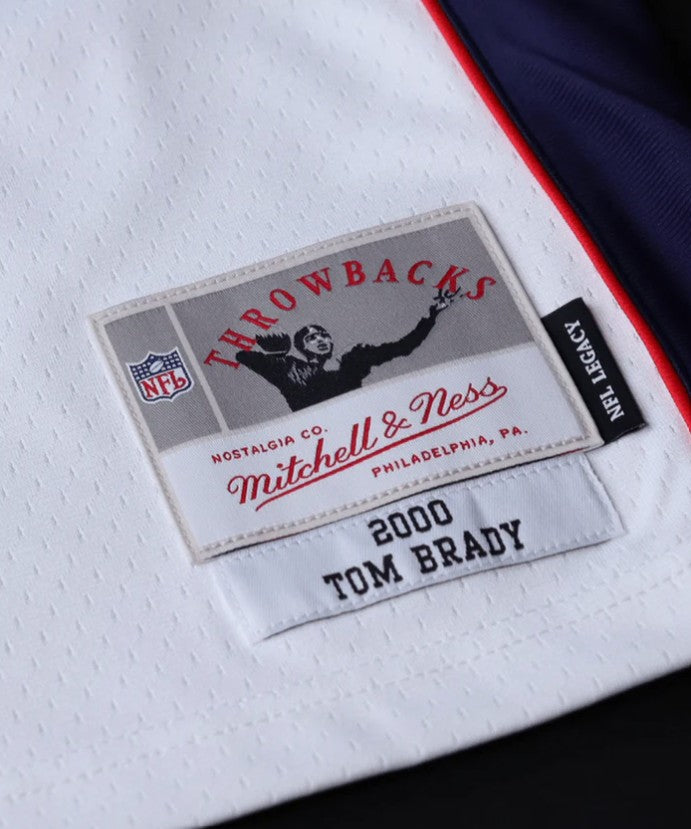 THROWBACKS
NFL
NOSTALGIA CO.
Mitchell & Ness
PHILADELPHIA, PA.
NFL LEGACY
2000
TOM BRADY